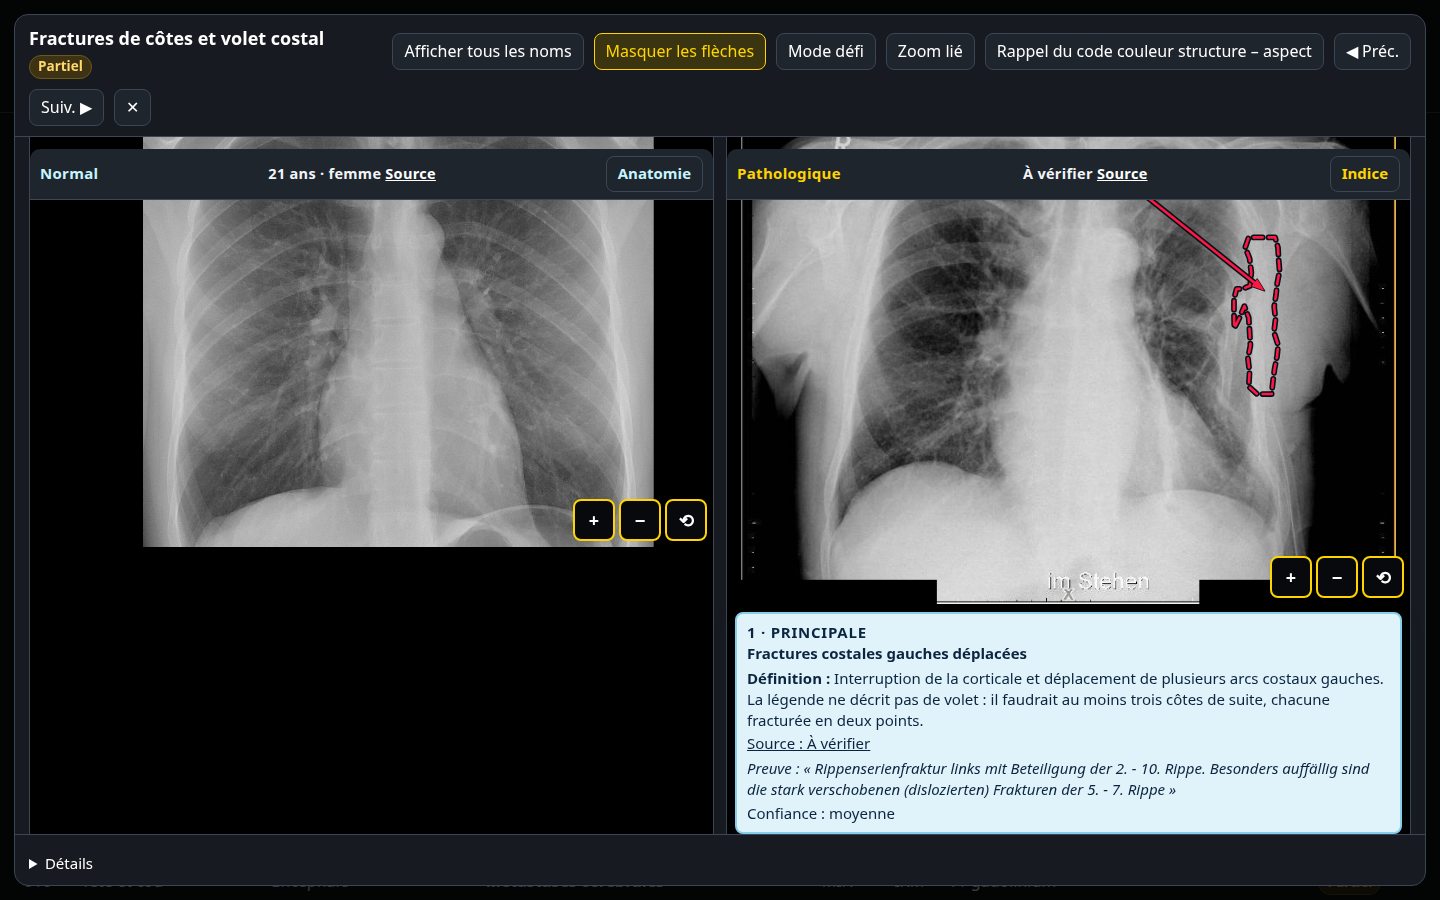 Fractures de côtes et volet costal
Partiel
Afficher tous les noms
Masquer les flèches
Mode défi
Zoom lié
Rappel du code couleur structure – aspect
◀ Préc.
Suiv. ▶
✕
Normal
21 ans · femme Source
Anatomie
Pathologique
À vérifier Source
Indice
im Stehen
X
+
−
⟲
+
−
⟲
1 · PRINCIPALE
Fractures costales gauches déplacées
Définition : Interruption de la corticale et déplacement de plusieurs arcs costaux gauches.
La légende ne décrit pas de volet : il faudrait au moins trois côtes de suite, chacune
fracturée en deux points.
Source : À vérifier
Preuve : « Rippenserienfraktur links mit Beteiligung der 2. - 10. Rippe. Besonders auffällig sind
die stark verschobenen (dislozierten) Frakturen der 5. - 7. Rippe »
Confiance : moyenne
▶ Détails